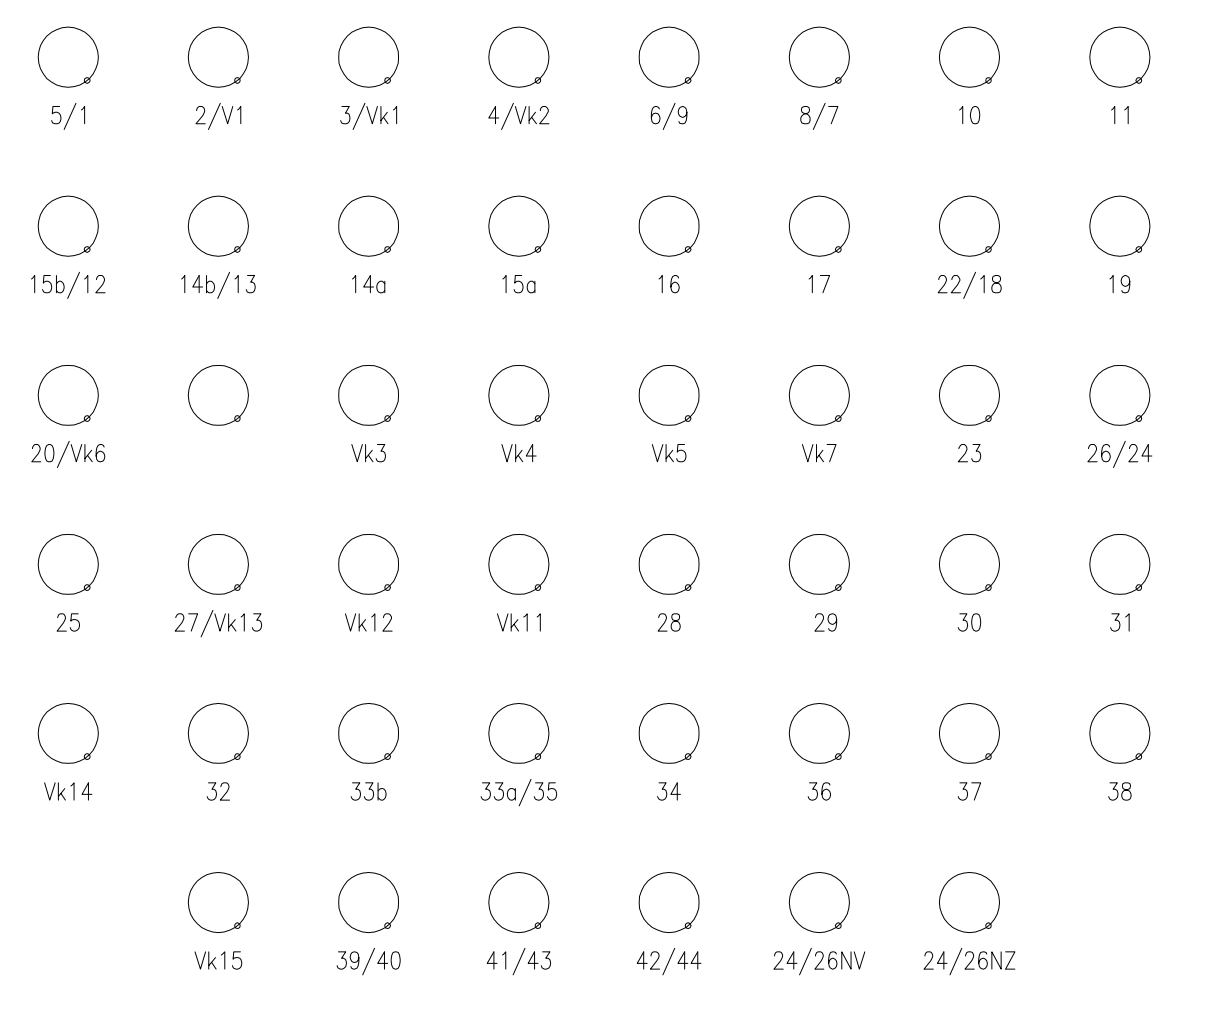 5/1 2/V1 3/Vk1 4/Vk2 6/9 8/7 10 11
15b/12 14b/13 14a 15a 16 17 22/18 19
20/Vk6 Vk3 Vk4 Vk5 Vk7 23 26/24
25 27/Vk13 Vk12 Vk11 28 29 30 31
Vk14 32 33b 33a/35 34 36 37 38
Vk15 39/40 41/43 42/44 24/26NV 24/26NZ